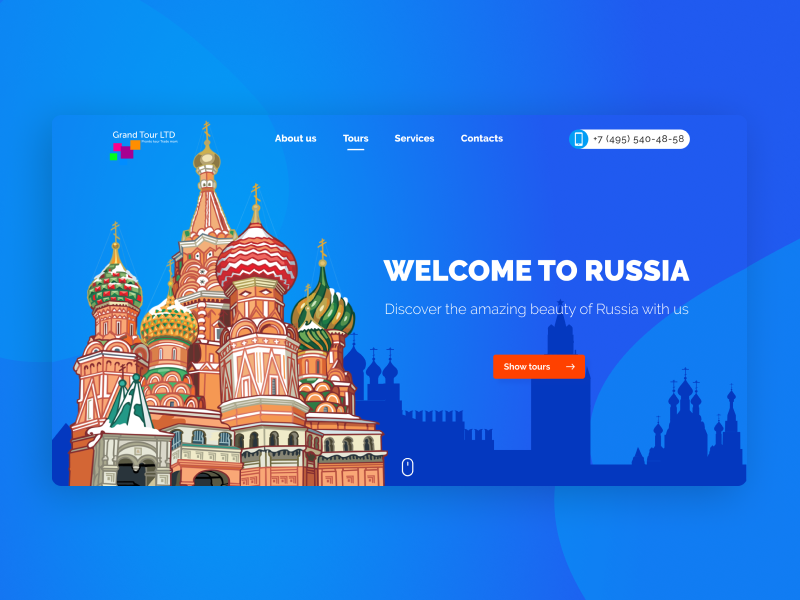 Grand Tour LTD
About us
Tours
Services
Contacts
+7 (495) 540-48-58
WELCOME TO RUSSIA
Discover the amazing beauty of Russia with us
Show tours